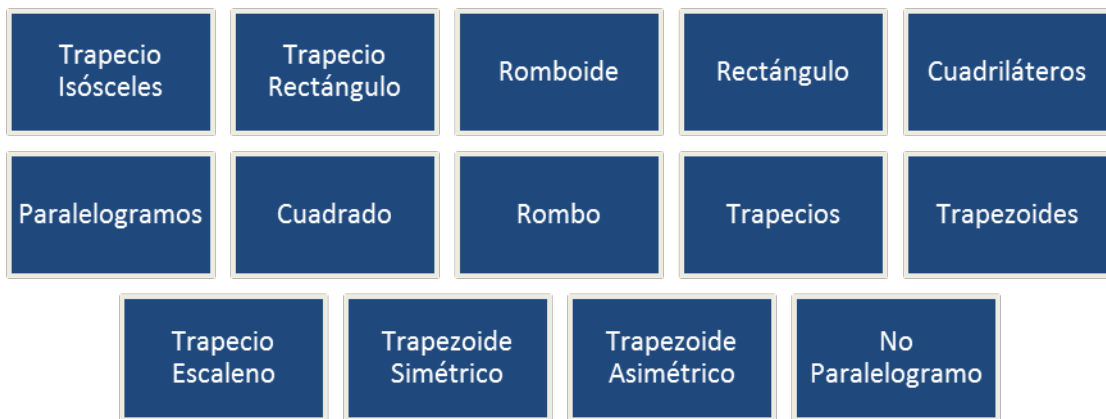 Trapecio
Isósceles
Trapecio
Rectángulo
Romboide
Rectángulo
Cuadriláteros
Paralelogramos
Cuadrado
Rombo
Trapecios
Trapezoides
Trapecio
Escaleno
Trapezoide
Simétrico
Trapezoide
Asimétrico
No
Paralelogramo